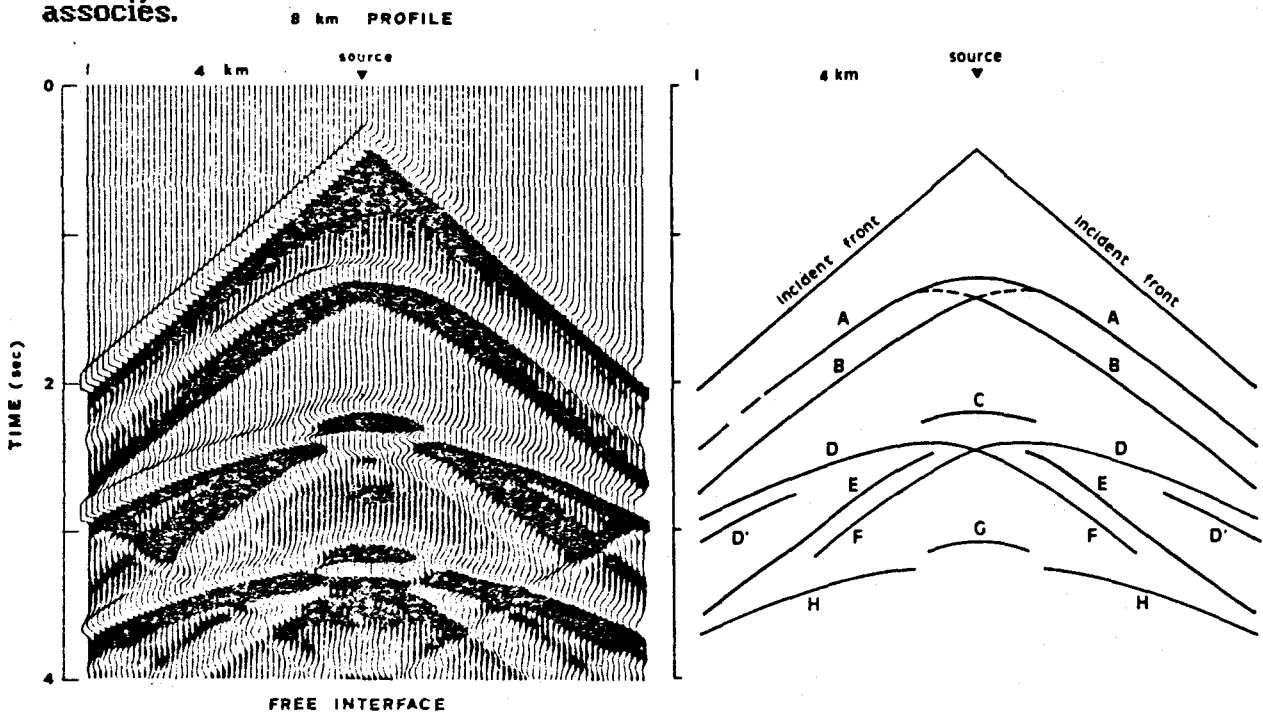 associés.
8 km PROFILE
source
4 km
0
2
4
TIME (sec)
FREE INTERFACE
source
4 km
incident front
incident front
A
A
B
B
C
D
D
E
E
D'
F
F
D'
G
H
H